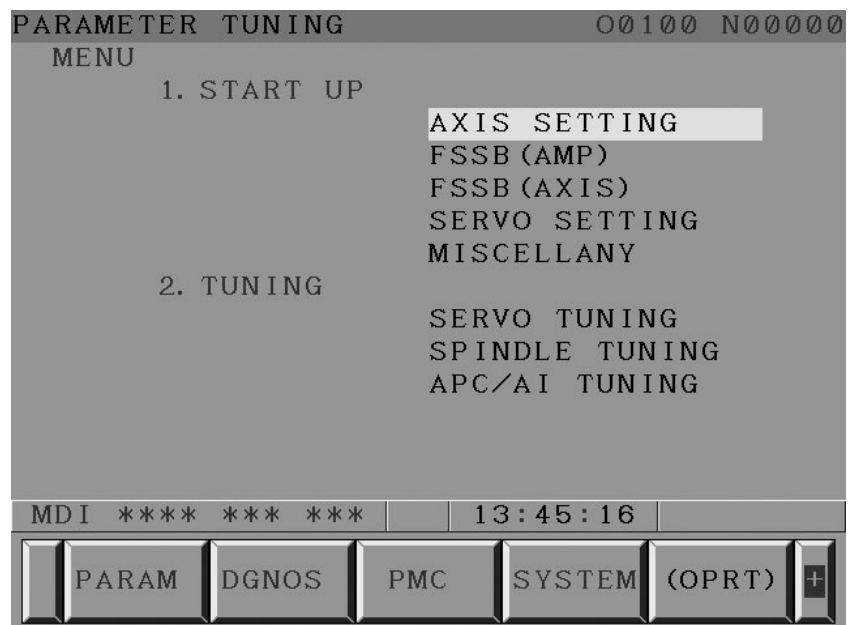 PARAMETER TUNING O0100 N00000
MENU
1. START UP
AXIS SETTING
FSSB(AMP)
FSSB(AXIS)
SERVO SETTING
MISCELLANY
2. TUNING
SERVO TUNING
SPINDLE TUNING
APC/AI TUNING
MDI **** *** *** 13:45:16
PARAM DGNOS PMC SYSTEM (OPRT) +